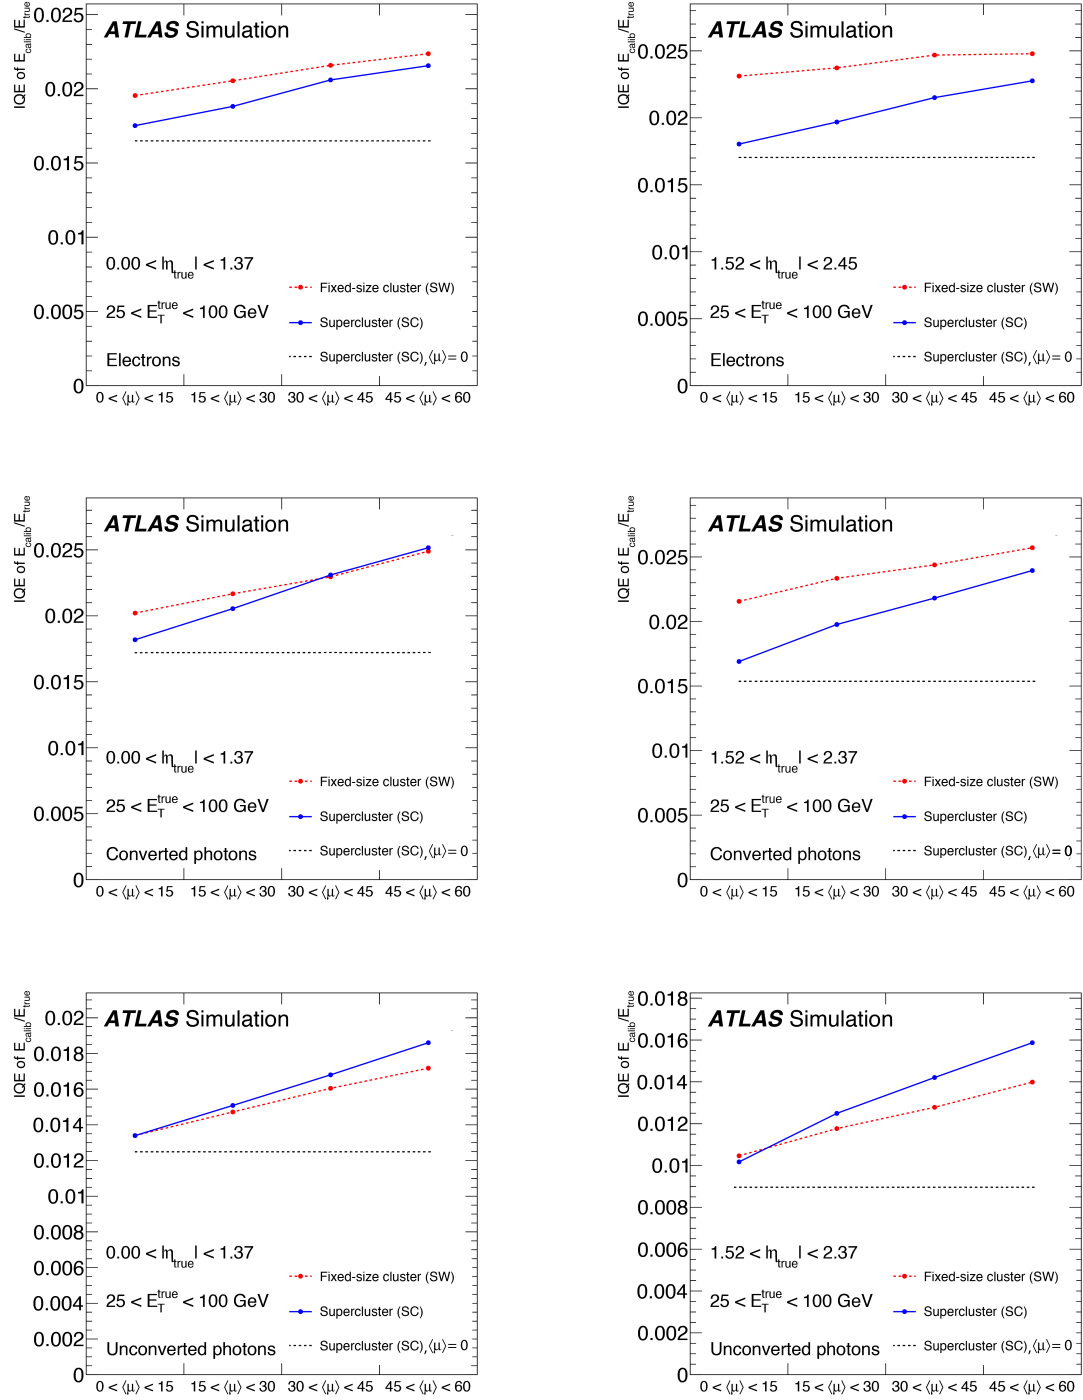 IQE of E_calib/E_true
ATLAS Simulation
0.025
0.02
0.015
0.01
0.005
0
0.00 < |η_true| < 1.37
25 < E_T^true < 100 GeV
Electrons
Fixed-size cluster (SW)
Supercluster (SC)
Supercluster (SC),⟨μ⟩= 0
0 < ⟨μ⟩ < 15 15 < ⟨μ⟩ < 30 30 < ⟨μ⟩ < 45 45 < ⟨μ⟩ < 60
IQE of E_calib/E_true
ATLAS Simulation
0.025
0.02
0.015
0.01
0.005
0
1.52 < |η_true| < 2.45
25 < E_T^true < 100 GeV
Electrons
Fixed-size cluster (SW)
Supercluster (SC)
Supercluster (SC),⟨μ⟩= 0
0 < ⟨μ⟩ < 15 15 < ⟨μ⟩ < 30 30 < ⟨μ⟩ < 45 45 < ⟨μ⟩ < 60
IQE of E_calib/E_true
ATLAS Simulation
0.025
0.02
0.015
0.01
0.005
0
0.00 < |η_true| < 1.37
25 < E_T^true < 100 GeV
Converted photons
Fixed-size cluster (SW)
Supercluster (SC)
Supercluster (SC),⟨μ⟩= 0
0 < ⟨μ⟩ < 15 15 < ⟨μ⟩ < 30 30 < ⟨μ⟩ < 45 45 < ⟨μ⟩ < 60
IQE of E_calib/E_true
ATLAS Simulation
0.025
0.02
0.015
0.01
0.005
0
1.52 < |η_true| < 2.37
25 < E_T^true < 100 GeV
Converted photons
Fixed-size cluster (SW)
Supercluster (SC)
Supercluster (SC),⟨μ⟩= 0
0 < ⟨μ⟩ < 15 15 < ⟨μ⟩ < 30 30 < ⟨μ⟩ < 45 45 < ⟨μ⟩ < 60
IQE of E_calib/E_true
ATLAS Simulation
0.02
0.018
0.016
0.014
0.012
0.01
0.008
0.006
0.004
0.002
0
0.00 < |η_true| < 1.37
25 < E_T^true < 100 GeV
Unconverted photons
Fixed-size cluster (SW)
Supercluster (SC)
Supercluster (SC),⟨μ⟩= 0
0 < ⟨μ⟩ < 15 15 < ⟨μ⟩ < 30 30 < ⟨μ⟩ < 45 45 < ⟨μ⟩ < 60
IQE of E_calib/E_true
ATLAS Simulation
0.018
0.016
0.014
0.012
0.01
0.008
0.006
0.004
0.002
0
1.52 < |η_true| < 2.37
25 < E_T^true < 100 GeV
Unconverted photons
Fixed-size cluster (SW)
Supercluster (SC)
Supercluster (SC),⟨μ⟩= 0
0 < ⟨μ⟩ < 15 15 < ⟨μ⟩ < 30 30 < ⟨μ⟩ < 45 45 < ⟨μ⟩ < 60